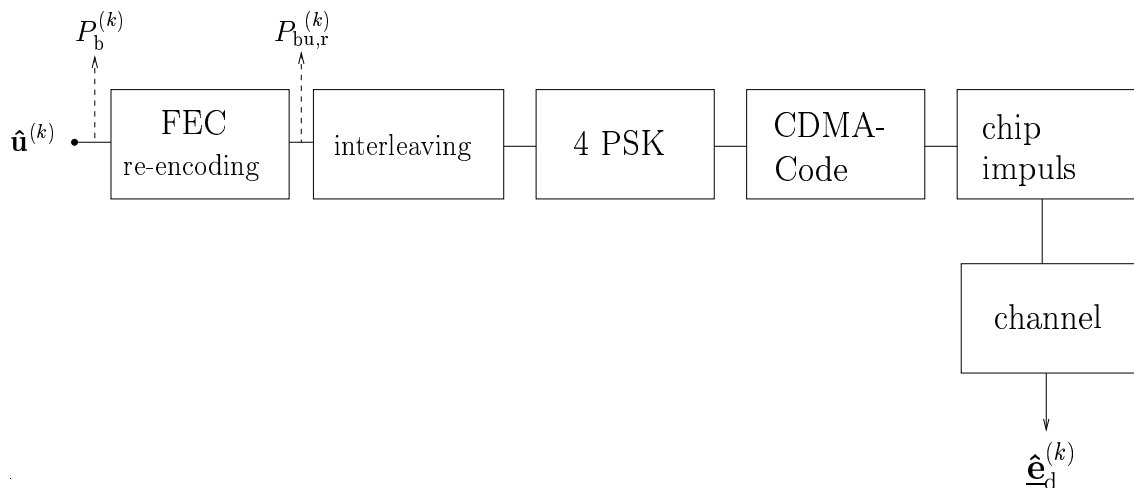 P_b^(k)
P_bu,r^(k)
û^(k)
FEC
re-encoding
interleaving
4 PSK
CDMA-
Code
chip
impuls
channel
ê_d^(k)